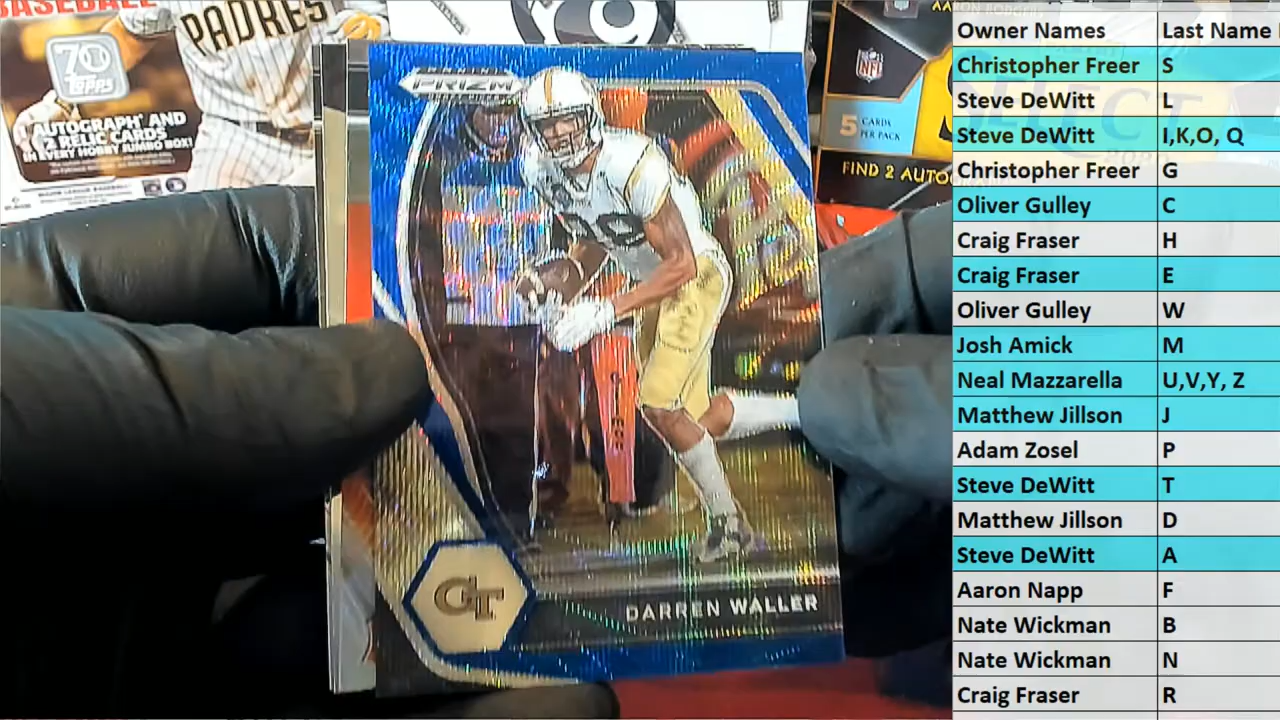 BASEBALL
PADRES
70
Topps
AUTOGRAPH AND
2 RELIC CARDS
IN EVERY HOBBY JUMBO BOX!
NFL
5 CARDS
PER PACK
FIND 2 AUTO
PRIZM
GT
DARREN WALLER
Owner Names Last Name
Christopher Freer S
Steve DeWitt L
Steve DeWitt I,K,O, Q
Christopher Freer G
Oliver Gulley C
Craig Fraser H
Craig Fraser E
Oliver Gulley W
Josh Amick M
Neal Mazzarella U,V,Y, Z
Matthew Jillson J
Adam Zosel P
Steve DeWitt T
Matthew Jillson D
Steve DeWitt A
Aaron Napp F
Nate Wickman B
Nate Wickman N
Craig Fraser R
SELECT